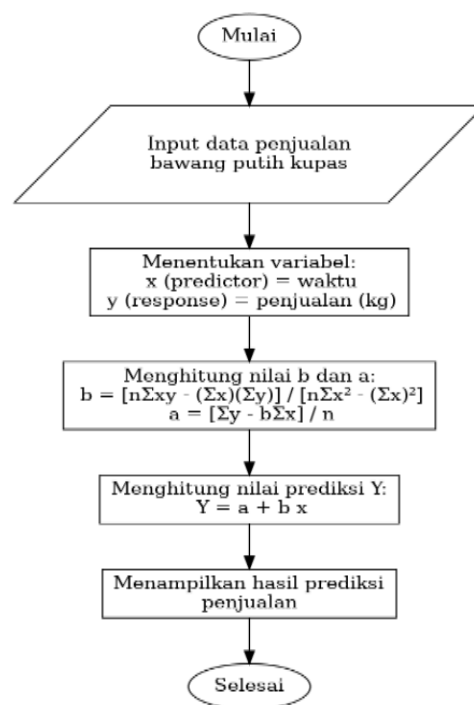 Mulai
Input data penjualan
bawang putih kupas
Menentukan variabel:
x (predictor) = waktu
y (response) = penjualan (kg)
Menghitung nilai b dan a:
b = [nΣxy - (Σx)(Σy)] / [nΣx² - (Σx)²]
a = [Σy - bΣx] / n
Menghitung nilai prediksi Y:
Y = a + b x
Menampilkan hasil prediksi
penjualan
Selesai